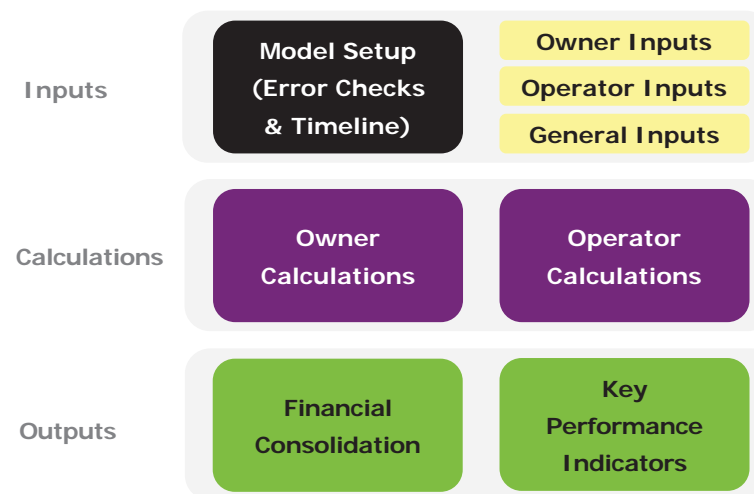 Inputs
Model Setup
(Error Checks
& Timeline)
Owner Inputs
Operator Inputs
General Inputs
Calculations
Owner
Calculations
Operator
Calculations
Outputs
Financial
Consolidation
Key
Performance
Indicators